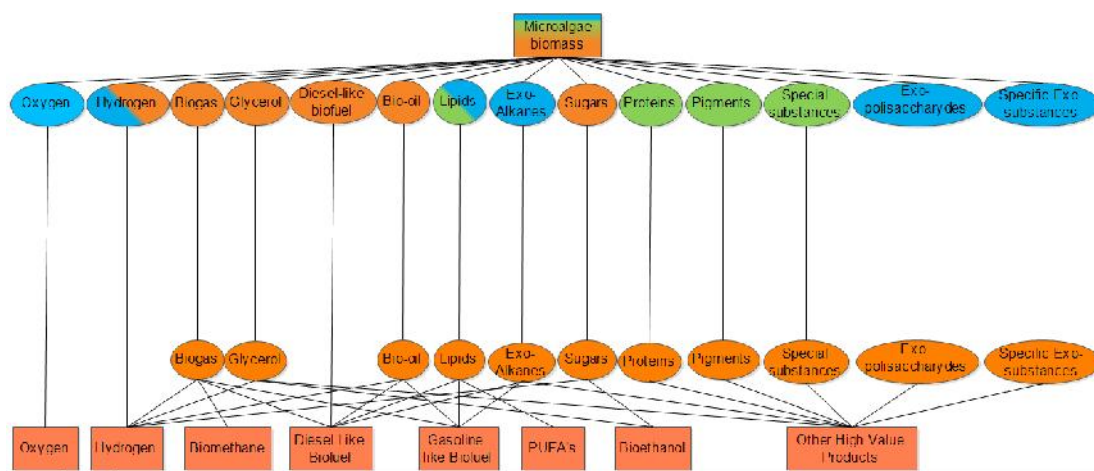 Microalgae
biomass
Oxygen
Hydrogen
Biogas
Glycerol
Diesel-like
biofuel
Bio-oil
Lipids
Exo-
Alkanes
Sugars
Proteins
Pigments
Special
substances
Exo-
polisaccharydes
Specific Exo-
substances
Biogas
Glycerol
Bio-oil
Lipids
Exo-
Alkanes
Sugars
Proteins
Pigments
Special
substances
Exo-
polisaccharydes
Specific Exo-
substances
Oxygen
Hydrogen
Biomethane
Diesel Like
Biofuel
Gasoline
like Biofuel
PUFA's
Bioethanol
Other High Value
Products